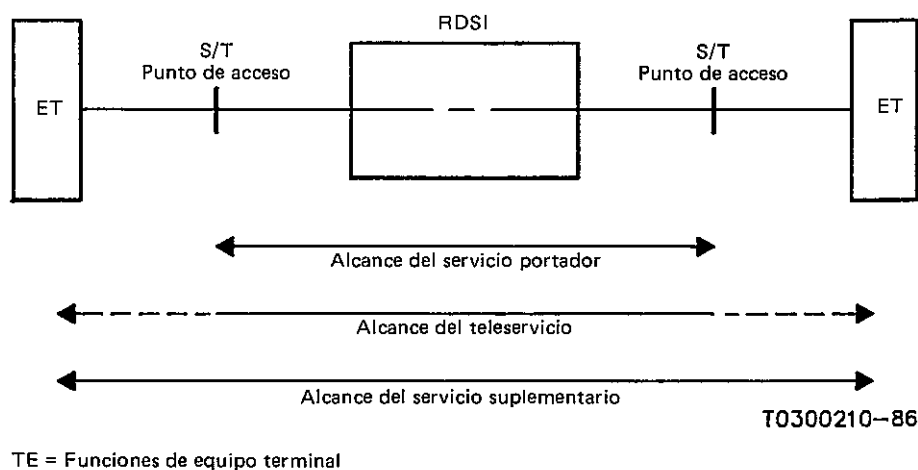 RDSI
S/T
Punto de acceso
S/T
Punto de acceso
ET
ET
Alcance del servicio portador
Alcance del teleservicio
Alcance del servicio suplementario
T0300210-86
TE = Funciones de equipo terminal